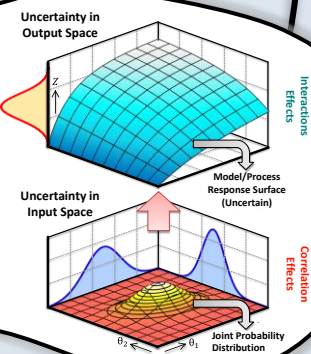 Uncertainty in
Output Space
Z
Interactions
Effects
Model/Process
Response Surface
(Uncertain)
Uncertainty in
Input Space
Correlation
Effects
θ₂
θ₁
Joint Probability
Distribution